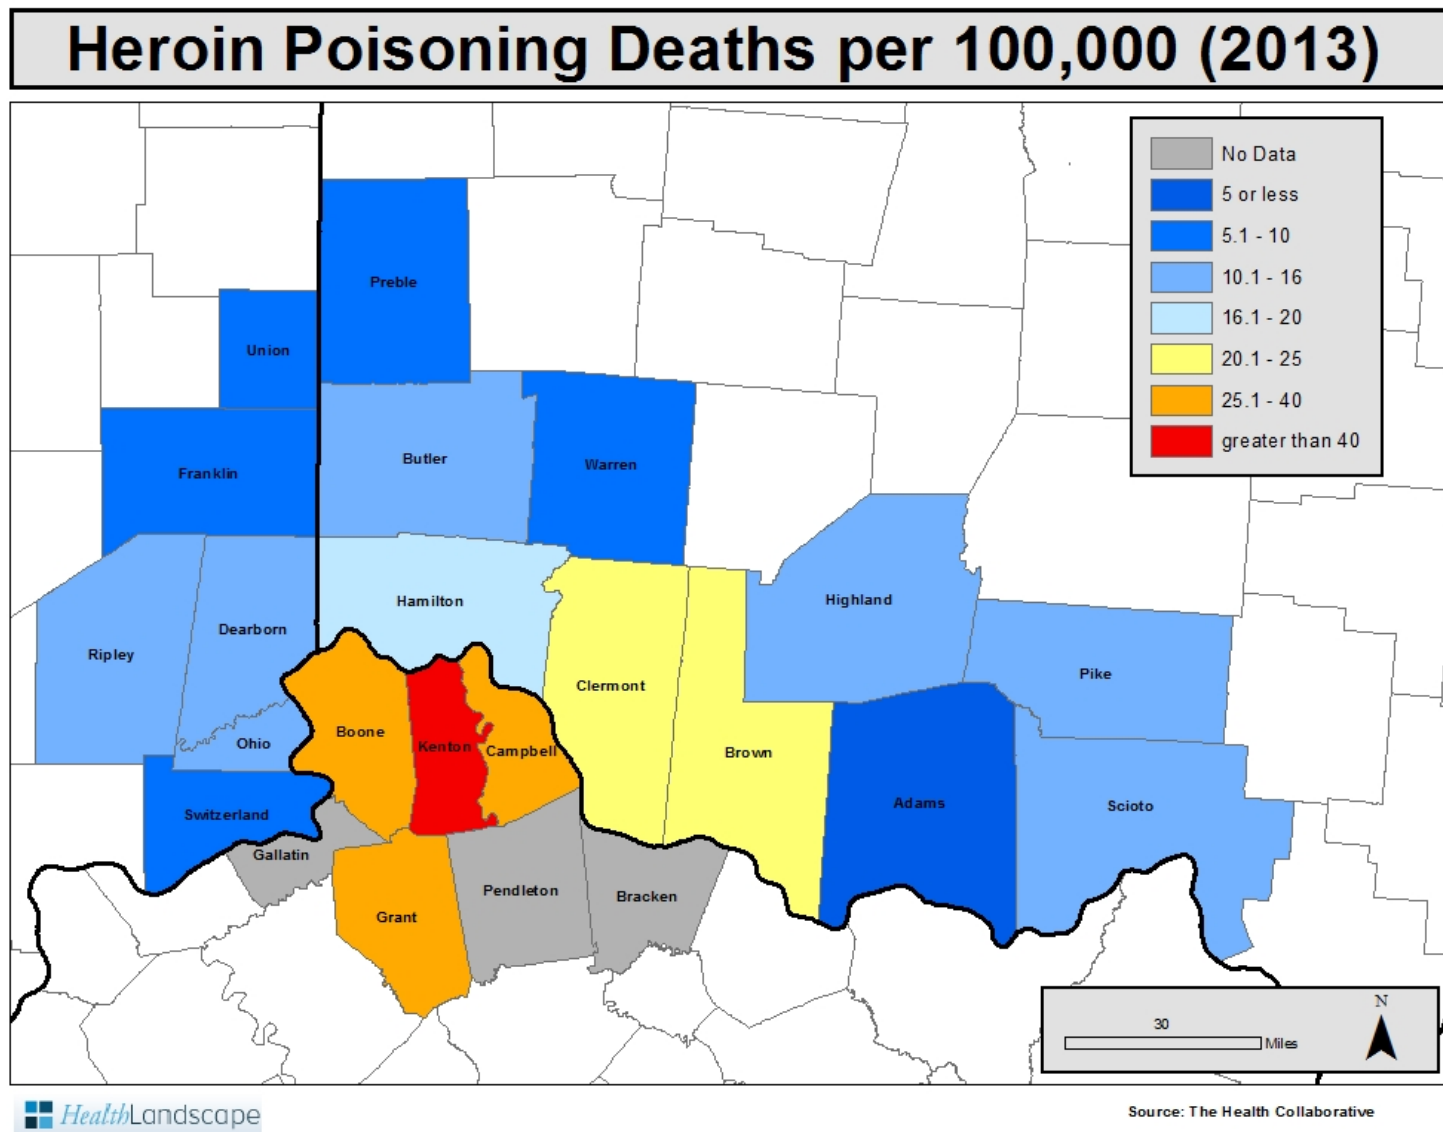 Heroin Poisoning Deaths per 100,000 (2013)
No Data
5 or less
5.1 - 10
10.1 - 16
16.1 - 20
20.1 - 25
25.1 - 40
greater than 40
Preble
Union
Franklin
Butler
Warren
Hamilton
Highland
Dearborn
Ripley
Clermont
Pike
Boone
Kenton
Campbell
Ohio
Brown
Switzerland
Adams
Scioto
Gallatin
Pendleton
Bracken
Grant
N
30
Miles
HealthLandscape
Source: The Health Collaborative